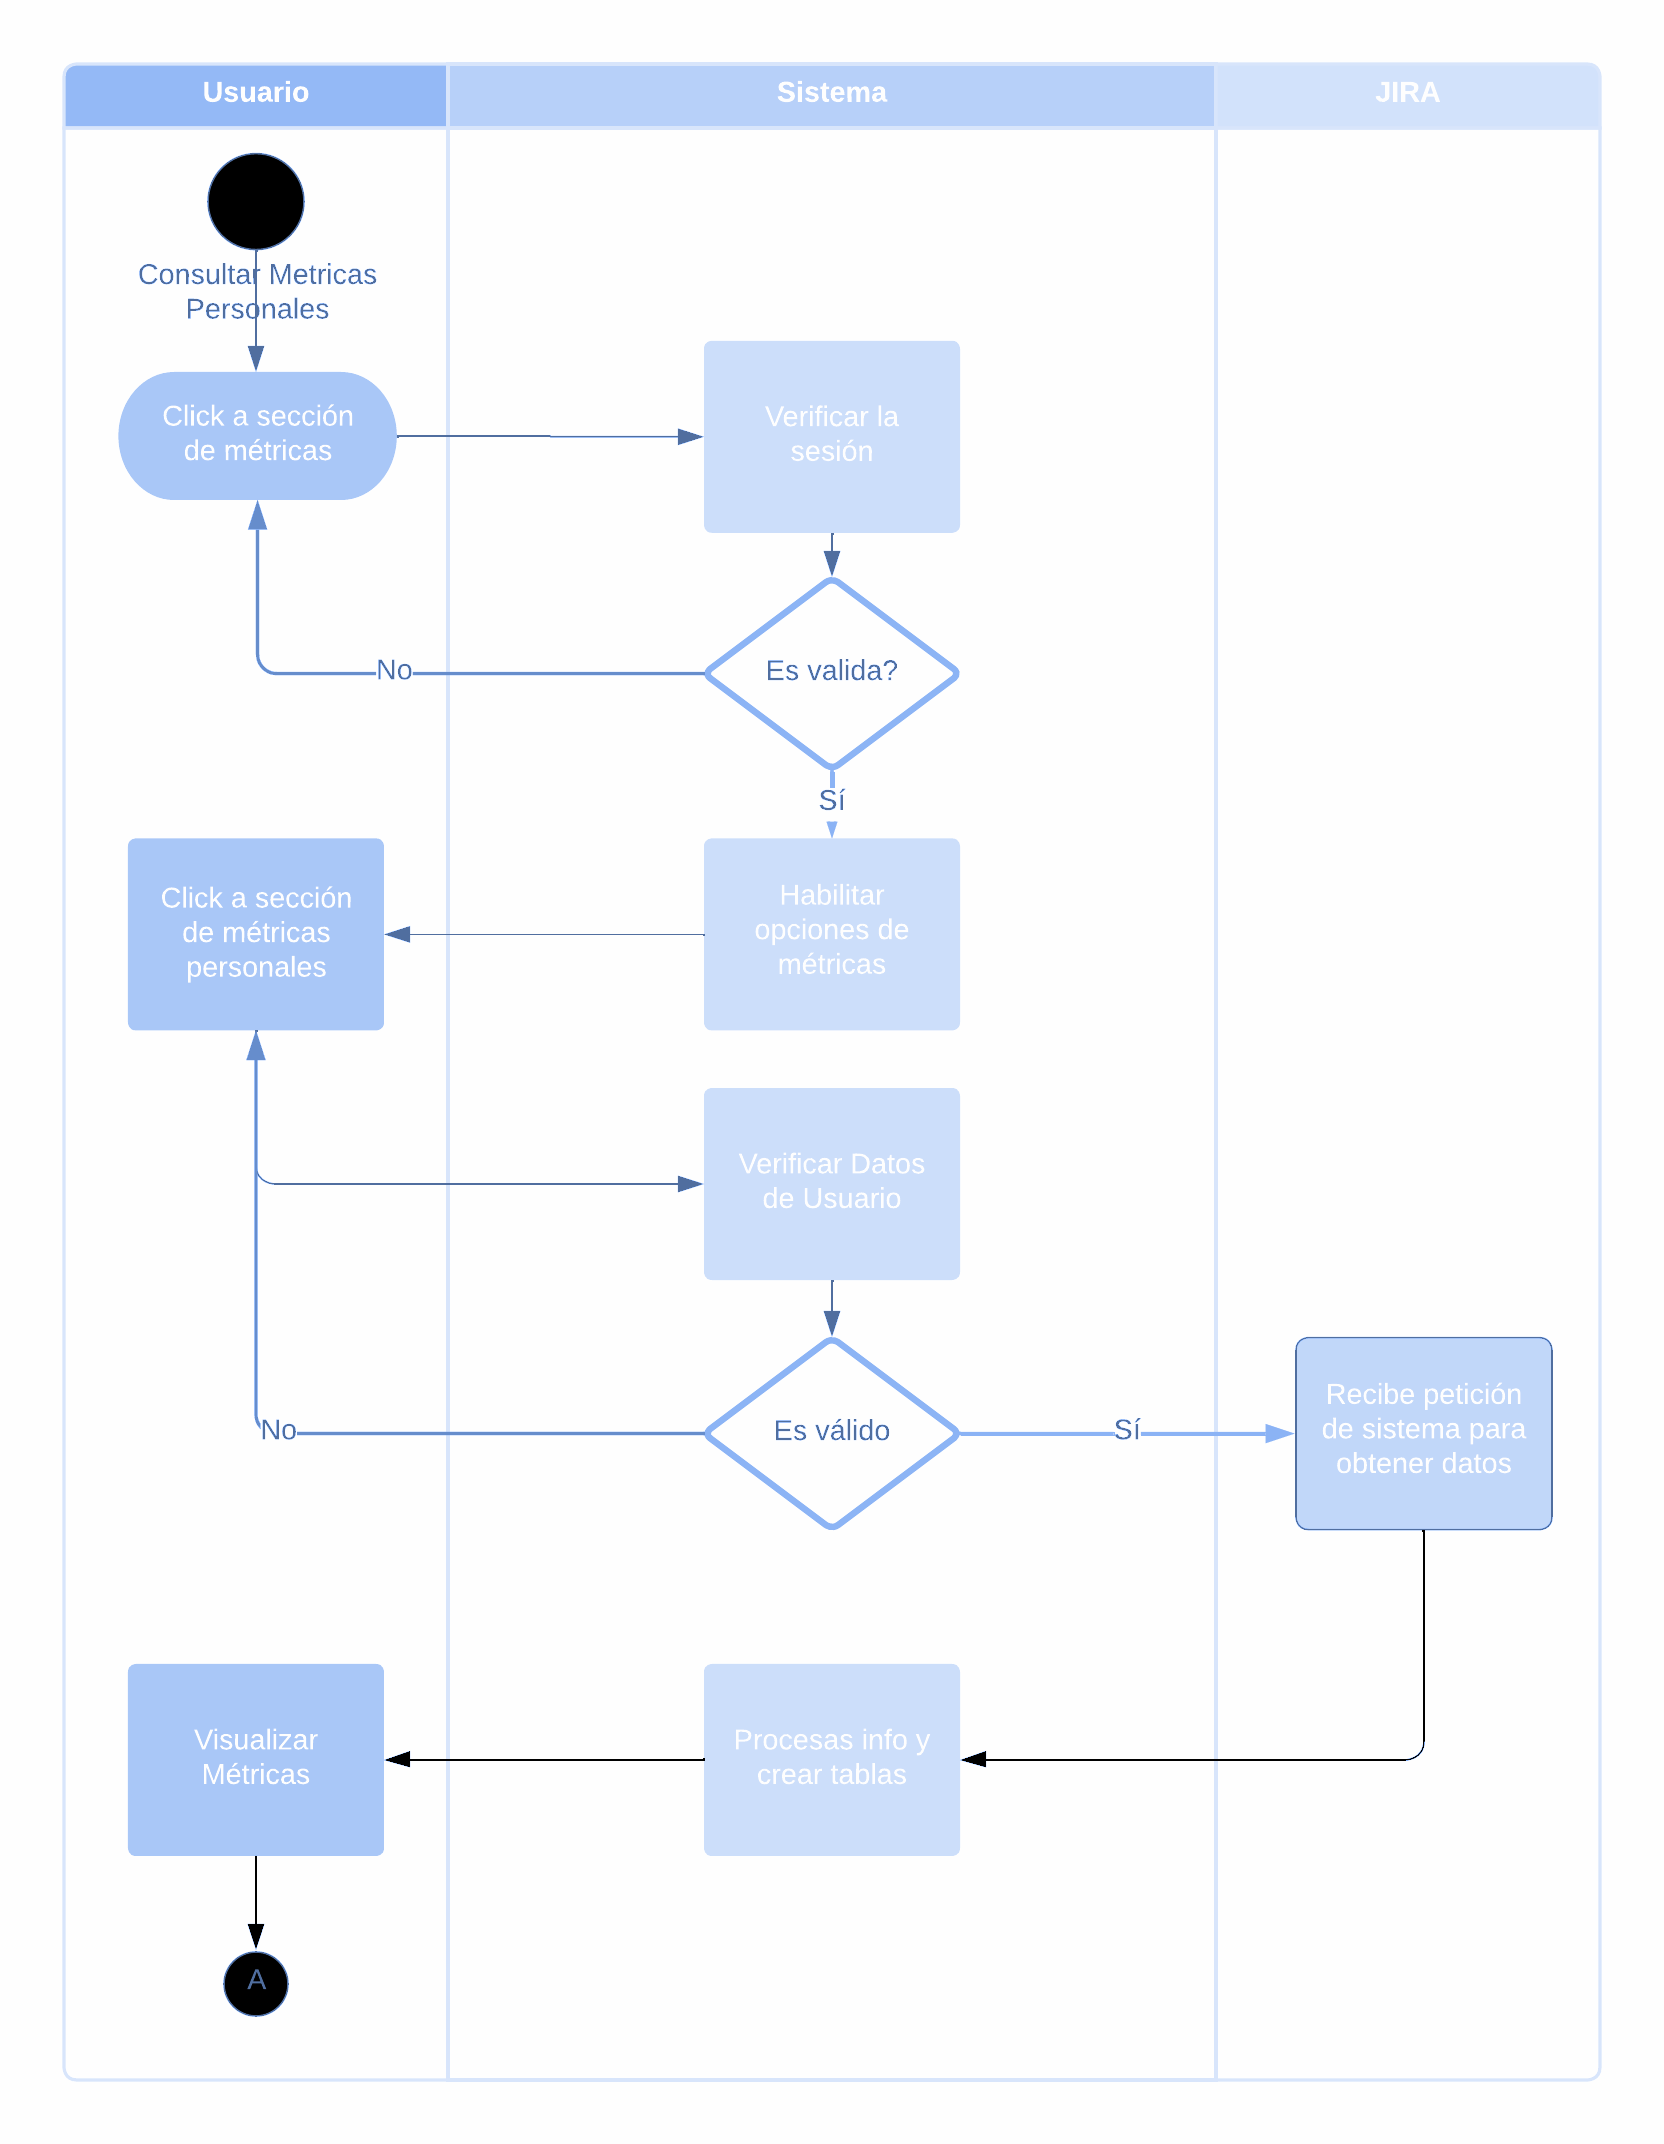 Usuario
Sistema
JIRA
Consultar Metricas
Personales
Click a sección
de métricas
Verificar la
sesión
Es valida?
No
Sí
Click a sección
de métricas
personales
Habilitar
opciones de
métricas
Verificar Datos
de Usuario
No
Es válido
Sí
Recibe petición
de sistema para
obtener datos
Visualizar
Métricas
Procesas info y
crear tablas
A